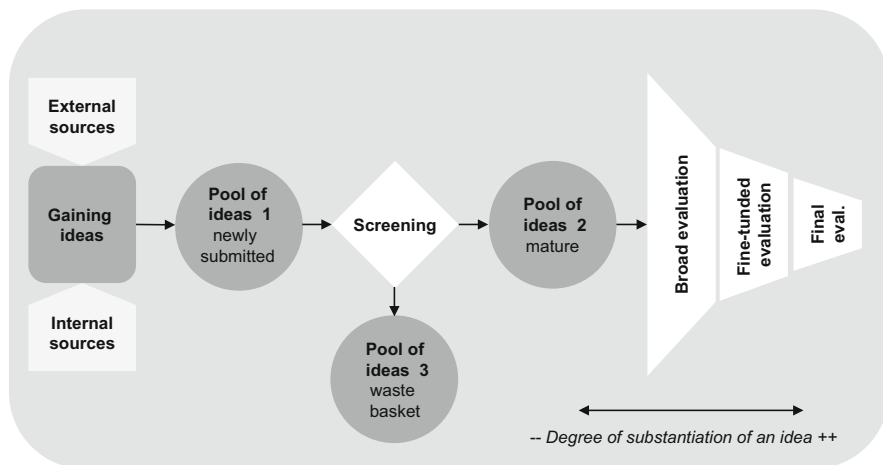 External
sources
Gaining
ideas
Internal
sources
Pool of
ideas 1
newly
submitted
Screening
Pool of
ideas 3
waste
basket
Pool of
ideas 2
mature
Broad evaluation
Fine-tunded
evaluation
Final
eval.
-- Degree of substantiation of an idea ++